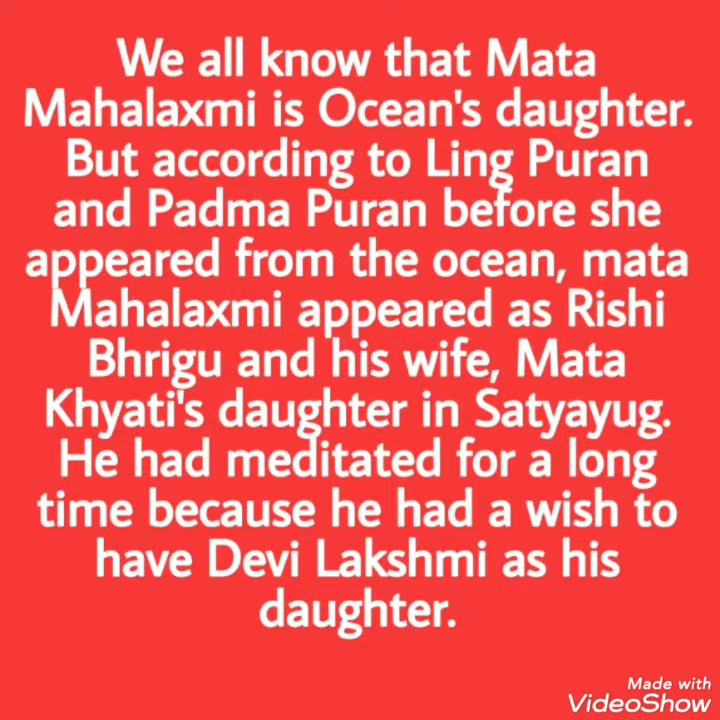 We all know that Mata
Mahalaxmi is Ocean's daughter.
But according to Ling Puran
and Padma Puran before she
appeared from the ocean, mata
Mahalaxmi appeared as Rishi
Bhrigu and his wife, Mata
Khyati's daughter in Satyayug.
He had meditated for a long
time because he had a wish to
have Devi Lakshmi as his
daughter.
Made with
VideoShow